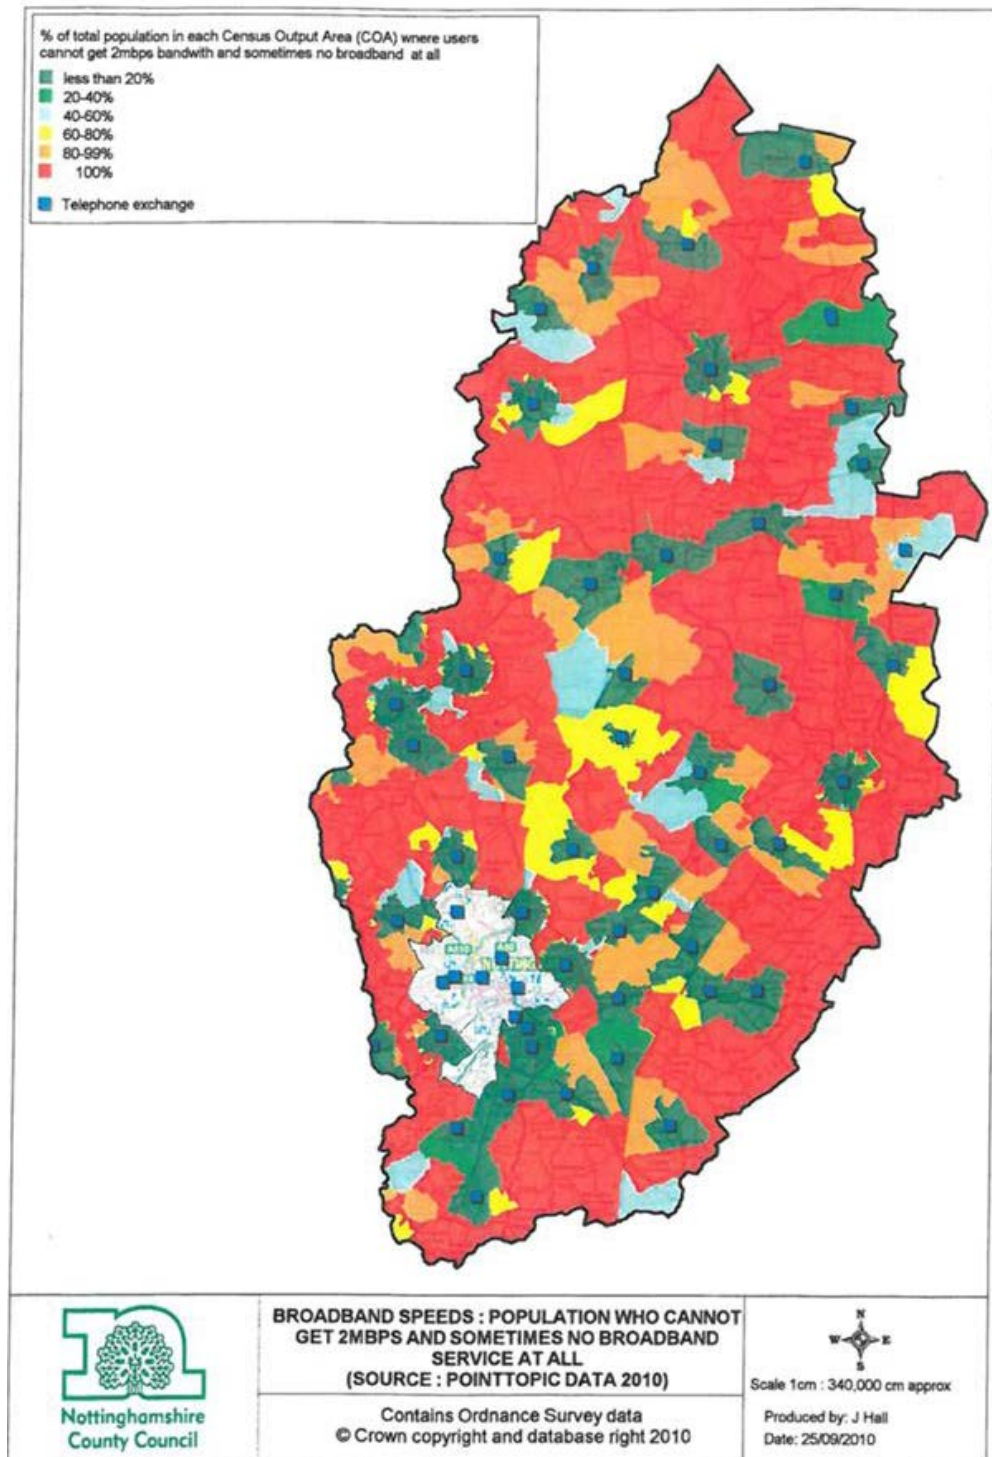 % of total population in each Census Output Area (COA) wnere users
cannot get 2mbps bandwith and sometimes no broadband at all
less than 20%
20-40%
40-60%
60-80%
80-99%
100%
Telephone exchange
Nottinghamshire
County Council
BROADBAND SPEEDS : POPULATION WHO CANNOT
GET 2MBPS AND SOMETIMES NO BROADBAND
SERVICE AT ALL
(SOURCE : POINTTOPIC DATA 2010)
Contains Ordnance Survey data
© Crown copyright and database right 2010
N
W E
S
Scale 1cm : 340,000 cm approx
Produced by: J Hall
Date: 25/09/2010